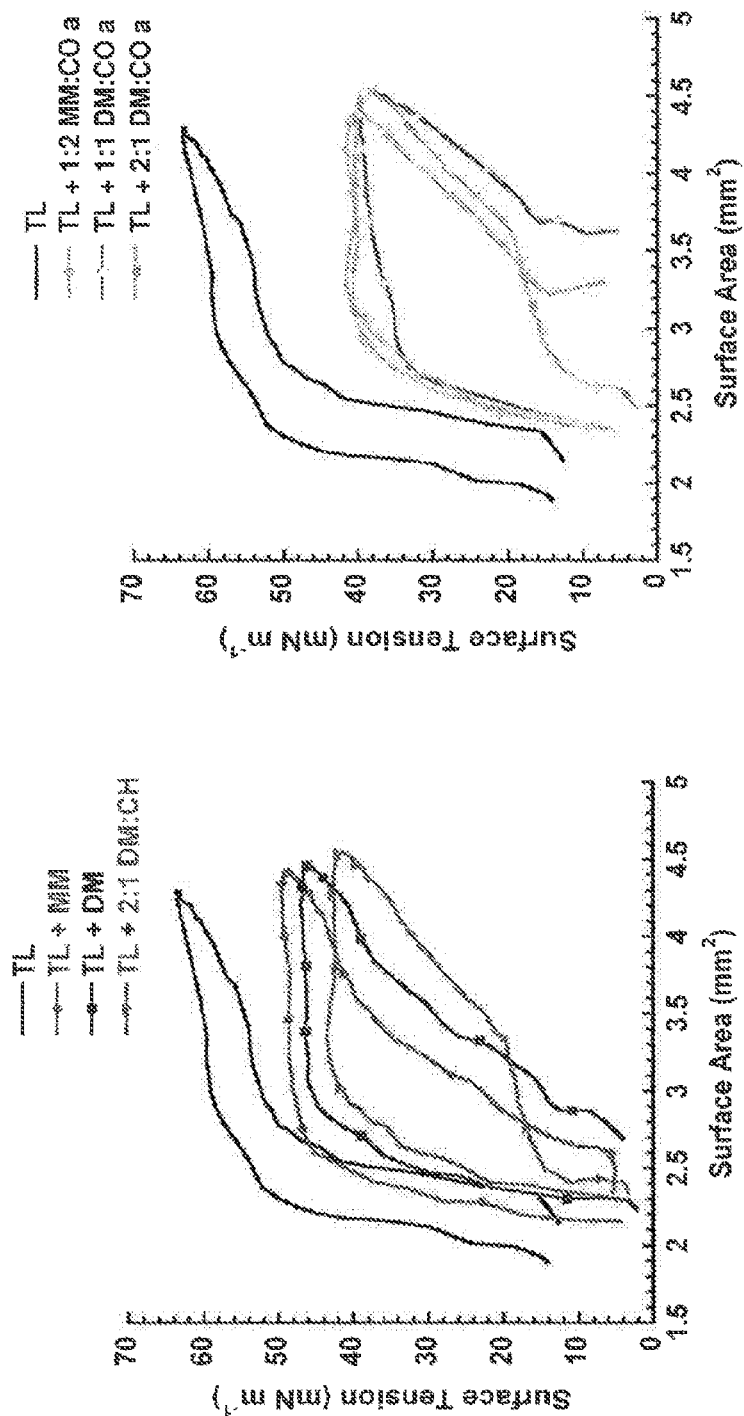 TL
TL + MM
TL + DM
TL + 2:1 DM:CH
Surface Tension (mN m⁻¹)
70
60
50
40
30
20
10
0
1.5
2
2.5
3
3.5
4
4.5
5
Surface Area (mm²)
TL
TL + 1:2 MM:CO a
TL + 1:1 DM:CO a
TL + 2:1 DM:CO a
Surface Tension (mN m⁻¹)
70
60
50
40
30
20
10
0
1.5
2
2.5
3
3.5
4
4.5
5
Surface Area (mm²)